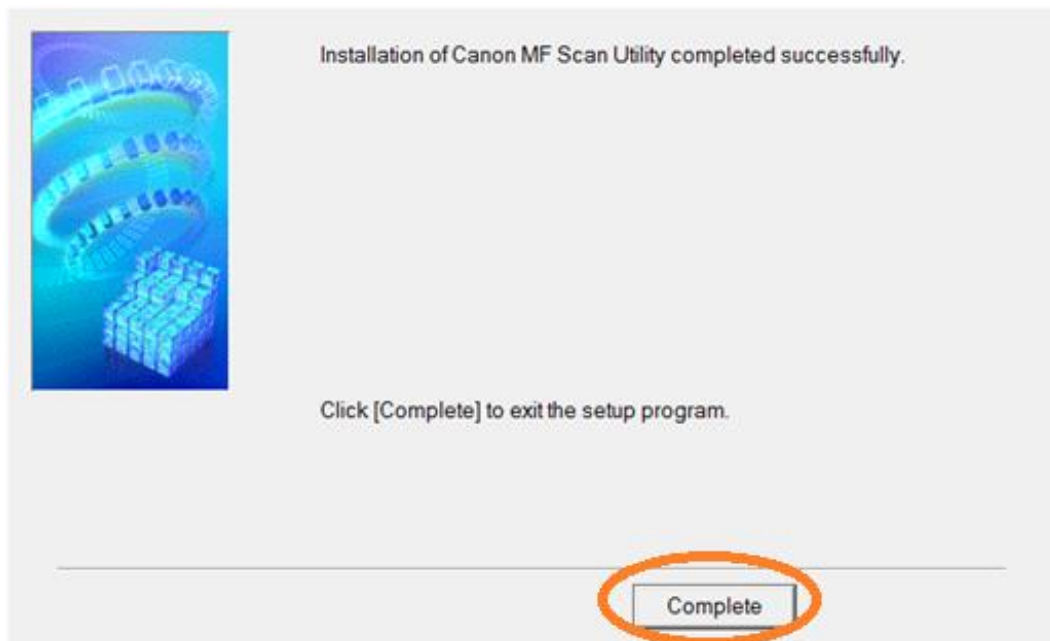 Installation of Canon MF Scan Utility completed successfully.
Click [Complete] to exit the setup program.
Complete